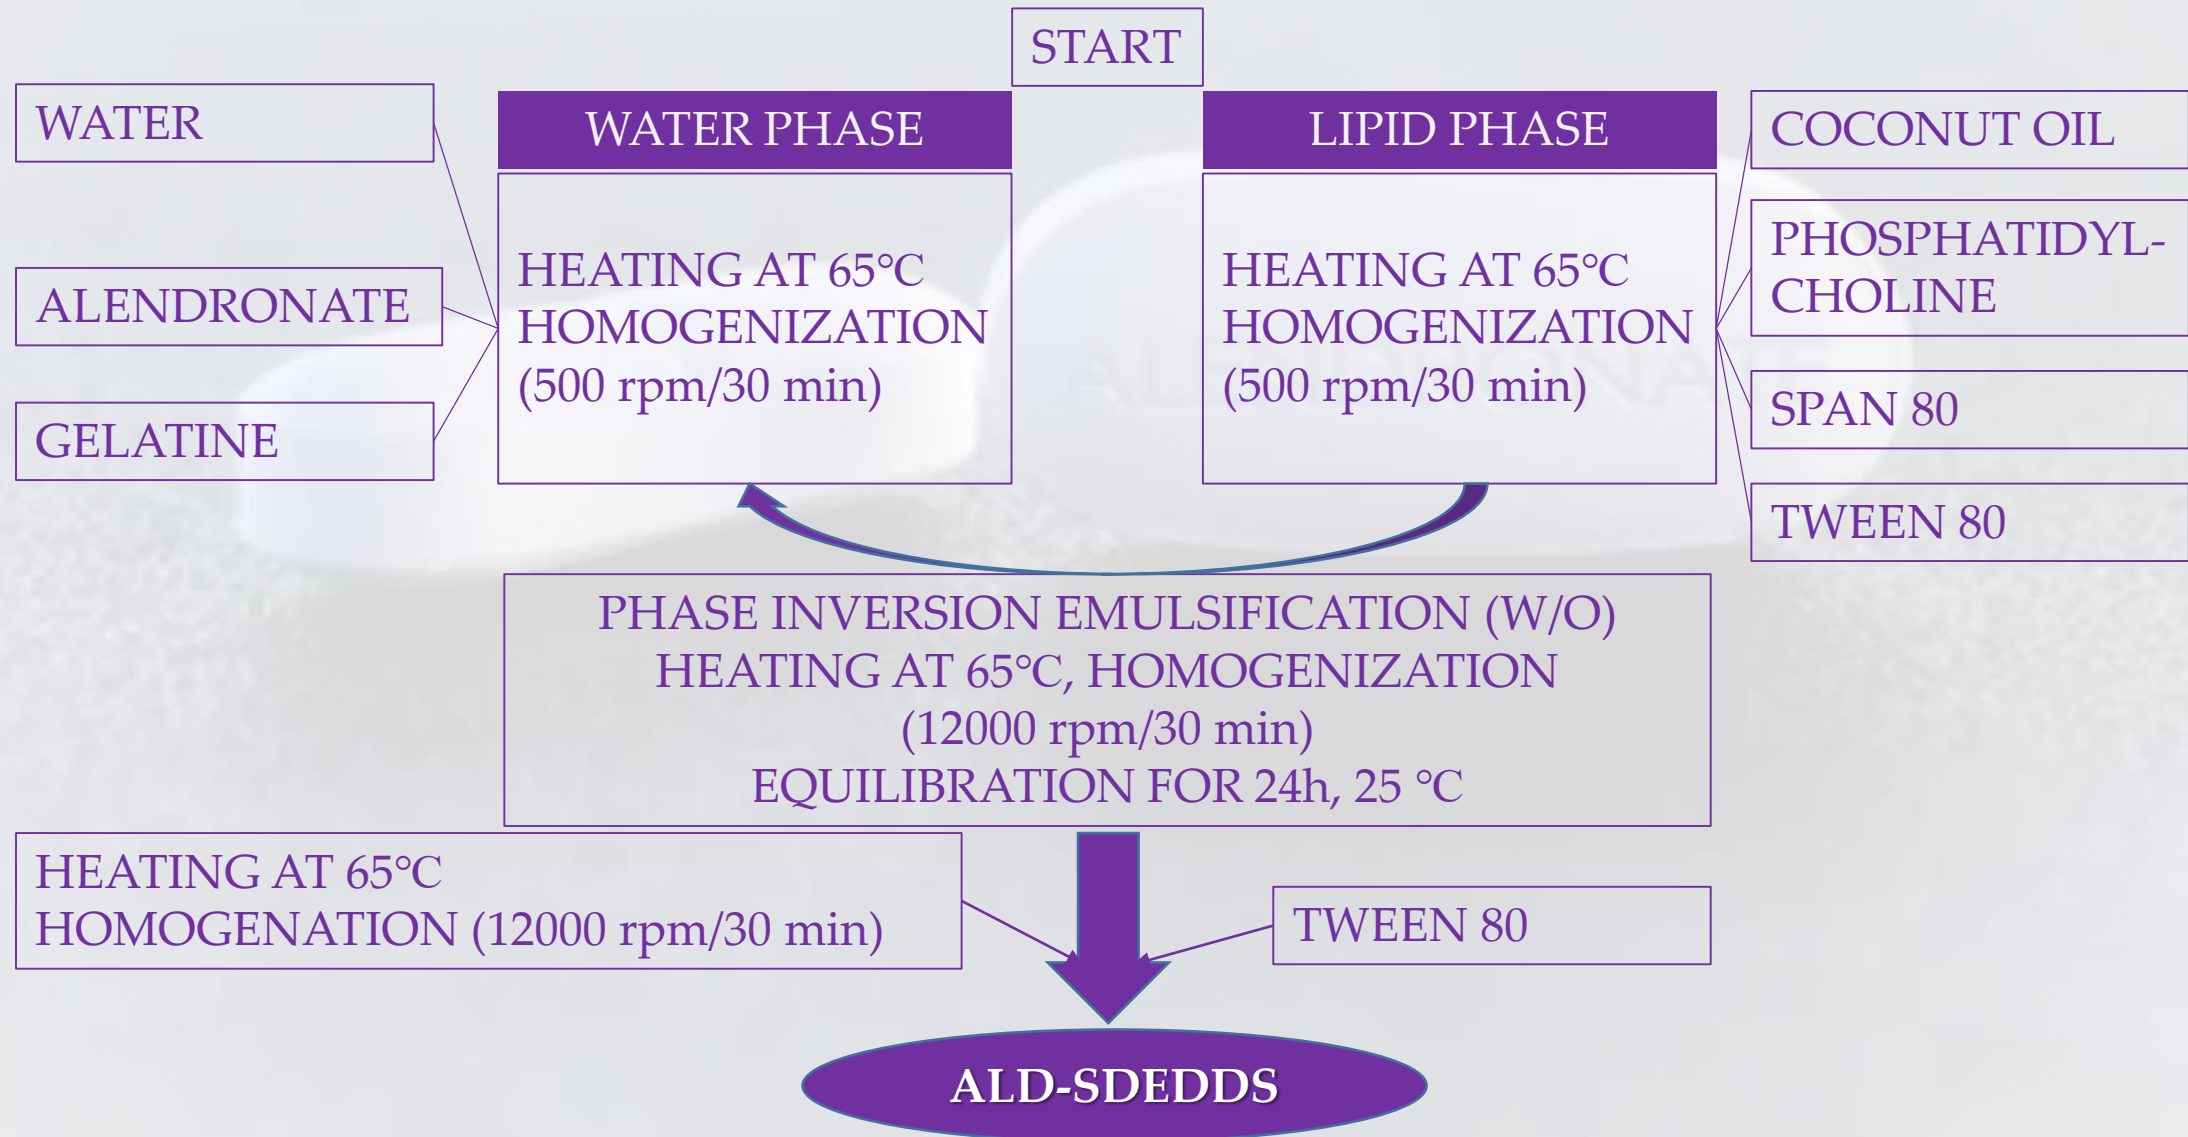 START
WATER
ALENDRONATE
GELATINE
WATER PHASE
HEATING AT 65°C
HOMOGENIZATION
(500 rpm/30 min)
LIPID PHASE
HEATING AT 65°C
HOMOGENIZATION
(500 rpm/30 min)
COCONUT OIL
PHOSPHATIDYL-
CHOLINE
SPAN 80
TWEEN 80
PHASE INVERSION EMULSIFICATION (W/O)
HEATING AT 65°C, HOMOGENIZATION
(12000 rpm/30 min)
EQUILIBRATION FOR 24h, 25 °C
HEATING AT 65°C
HOMOGENATION (12000 rpm/30 min)
TWEEN 80
ALD-SDEDDS